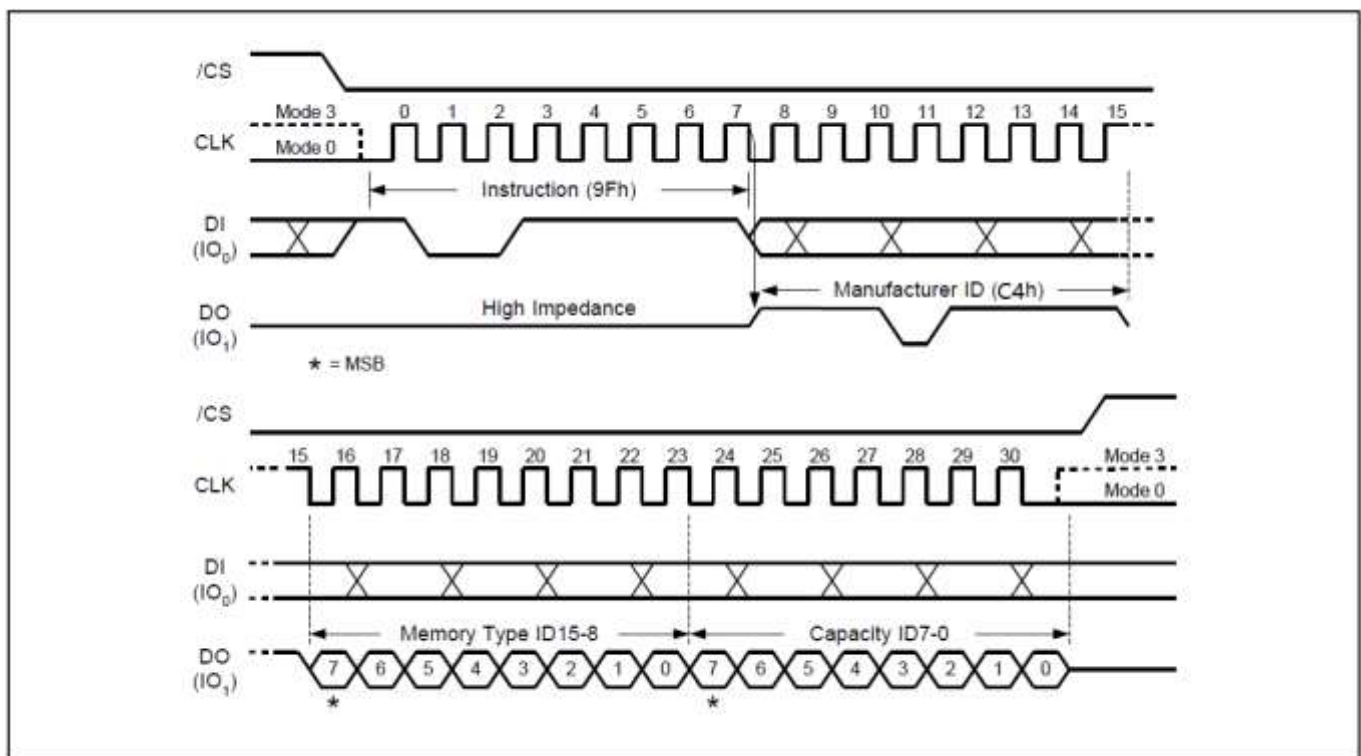 /CS
Mode 3 0 1 2 3 4 5 6 7 8 9 10 11 12 13 14 15
CLK
Mode 0
Instruction (9Fh)
DI
(IO0)
Manufacturer ID (C4h)
High Impedance
DO
(IO1)
* = MSB
/CS
15 16 17 18 19 20 21 22 23 24 25 26 27 28 29 30 Mode 3
CLK
Mode 0
DI
(IO0)
Memory Type ID15-8 Capacity ID7-0
DO
(IO1)
7 6 5 4 3 2 1 0 7 6 5 4 3 2 1 0
* *